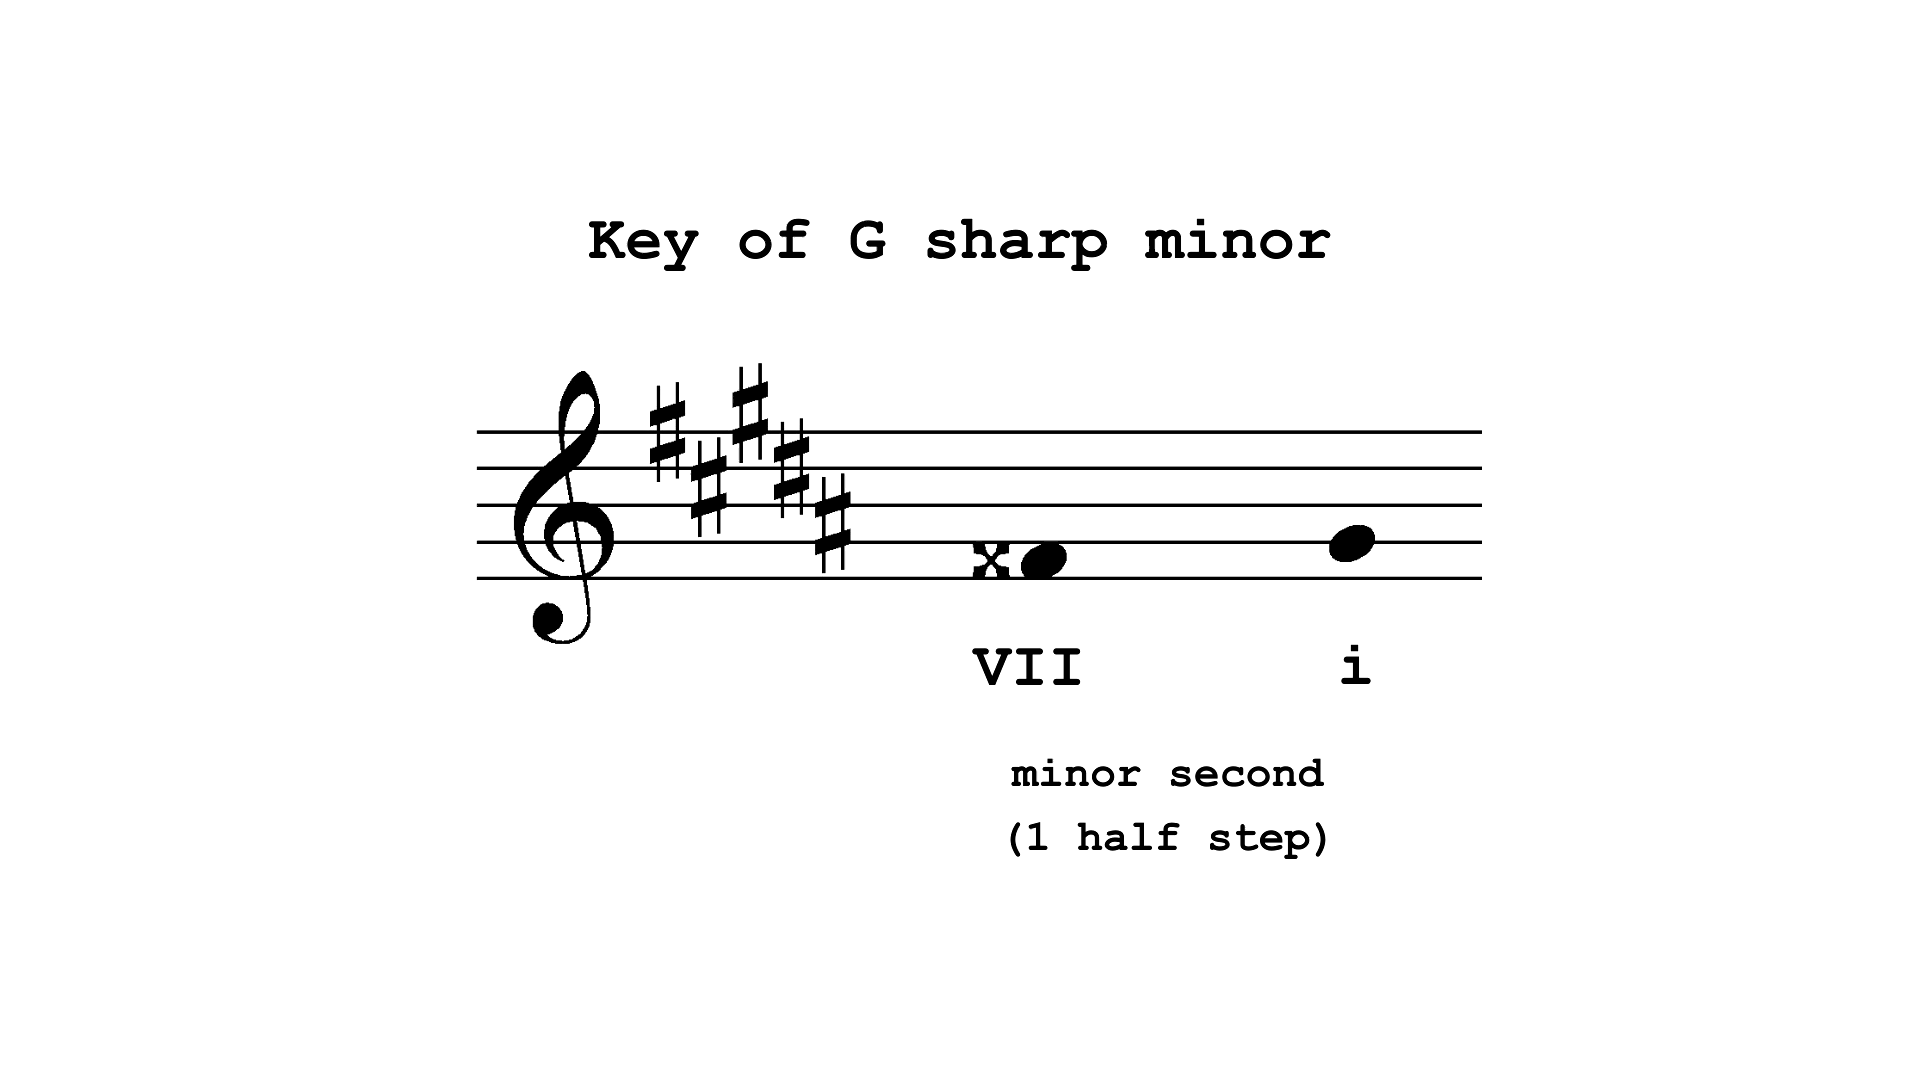 Key of G sharp minor
VII i
minor second
(1 half step)